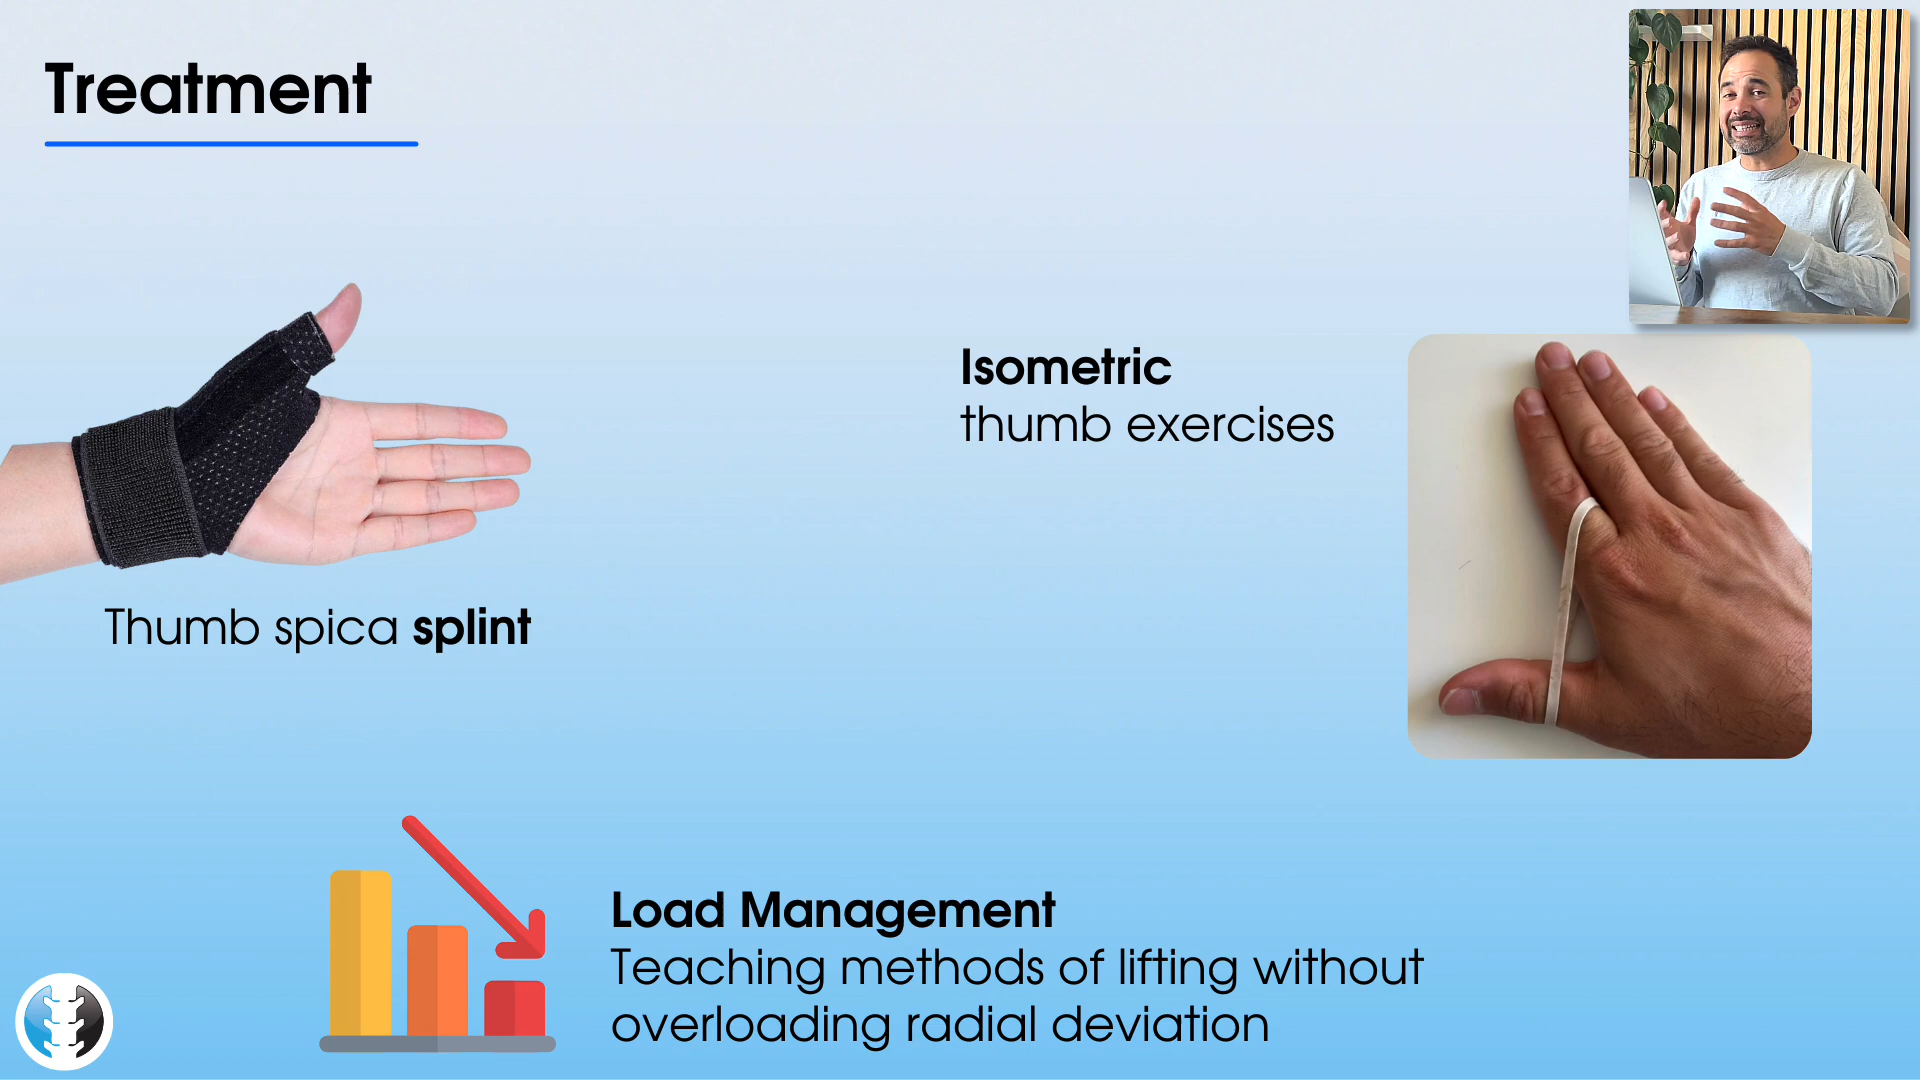 Treatment
Isometric
thumb exercises
Thumb spica splint
Load Management
Teaching methods of lifting without
overloading radial deviation